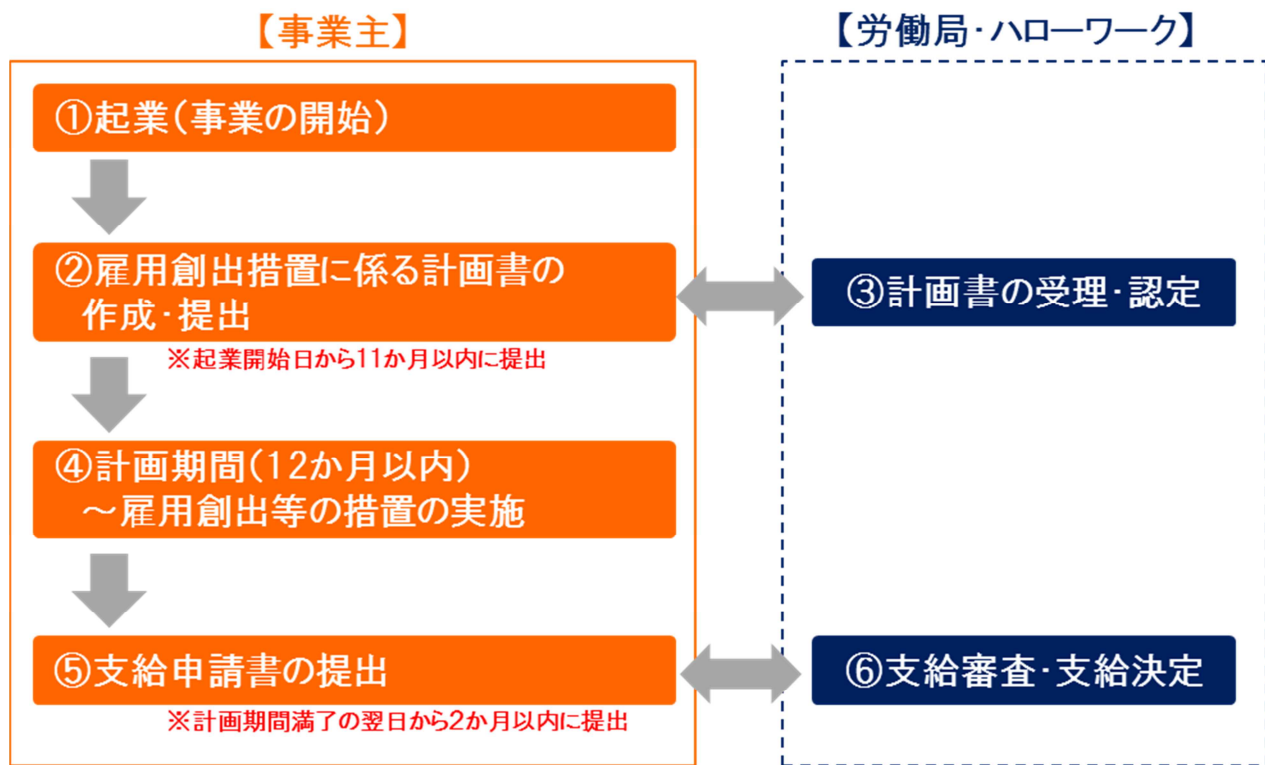 【事業主】
【労働局・ハローワーク】
①起業(事業の開始)
②雇用創出措置に係る計画書の
作成・提出
③計画書の受理・認定
※起業開始日から11か月以内に提出
④計画期間(12か月以内)
～雇用創出等の措置の実施
⑤支給申請書の提出
⑥支給審査・支給決定
※計画期間満了の翌日から2か月以内に提出